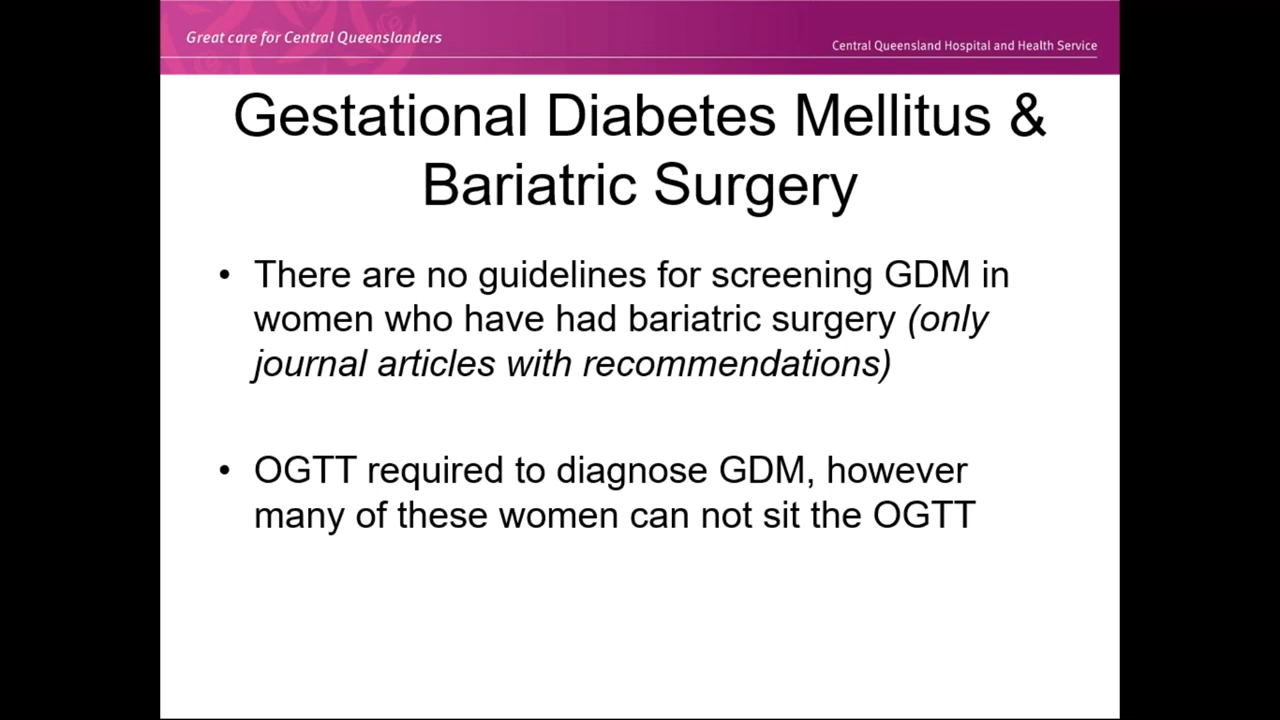 Great care for Central Queenslanders
Central Queensland Hospital and Health Service
Gestational Diabetes Mellitus &
Bariatric Surgery
• There are no guidelines for screening GDM in
women who have had bariatric surgery (only
journal articles with recommendations)
• OGTT required to diagnose GDM, however
many of these women can not sit the OGTT